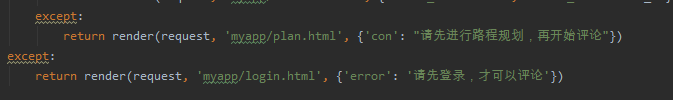 except:
return render(request, 'myapp/plan.html', {'con': "请先进行路程规划，再开始评论"})
except:
return render(request, 'myapp/login.html', {'error': '请先登录，才可以评论'})